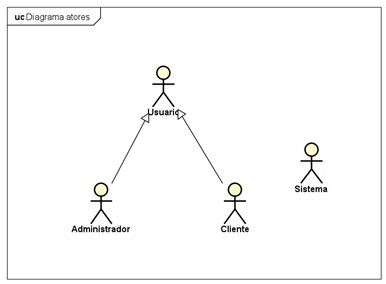 uc Diagrama atores
Usuario
Sistema
Administrador
Cliente